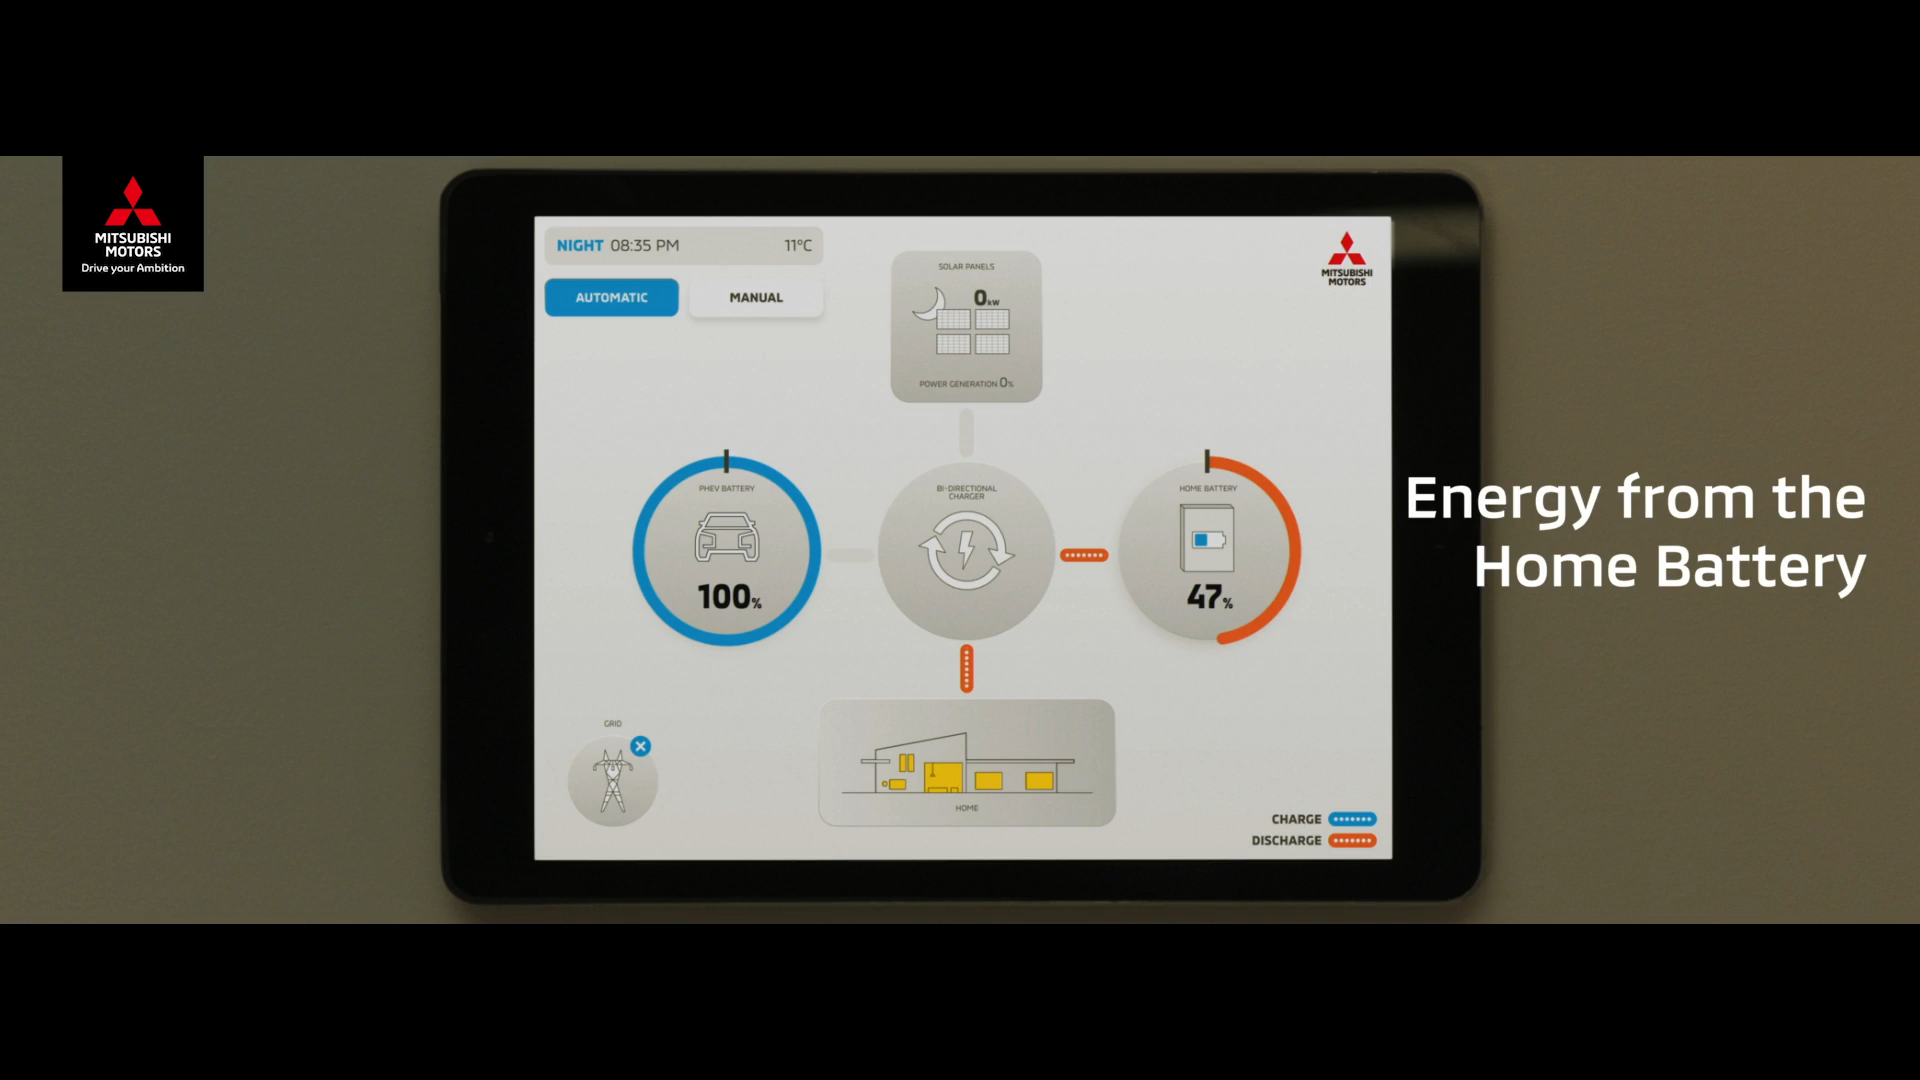 MITSUBISHI
MOTORS
Drive your Ambition
NIGHT 08:35 PM 11°C
AUTOMATIC MANUAL
MITSUBISHI
MOTORS
SOLAR PANELS
0kW
POWER GENERATION 0%
PHEV BATTERY
100%
BI-DIRECTIONAL
CHARGER
HOME BATTERY
47%
Energy from the
Home Battery
GRID
HOME
CHARGE
DISCHARGE